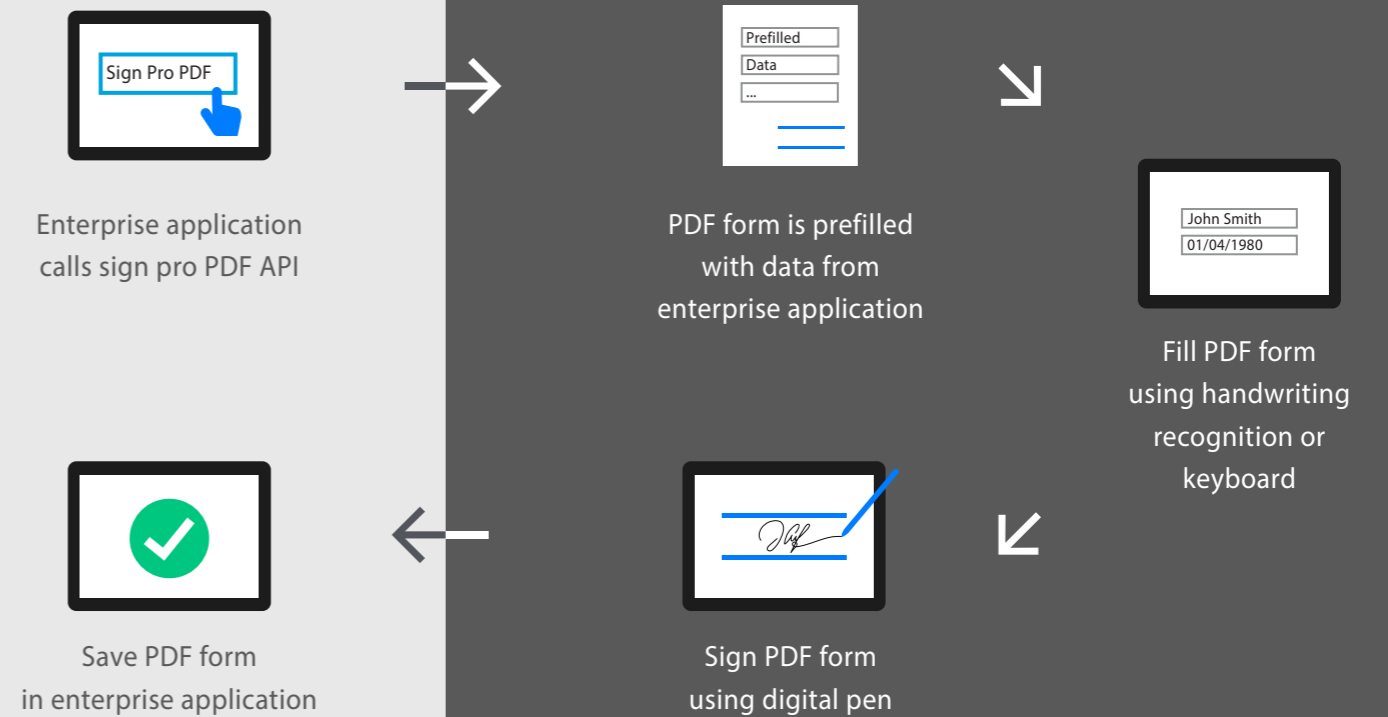 Sign Pro PDF
Enterprise application
calls sign pro PDF API
Prefilled
Data
...
PDF form is prefilled
with data from
enterprise application
John Smith
01/04/1980
Fill PDF form
using handwriting
recognition or
keyboard
Sign PDF form
using digital pen
Save PDF form
in enterprise application